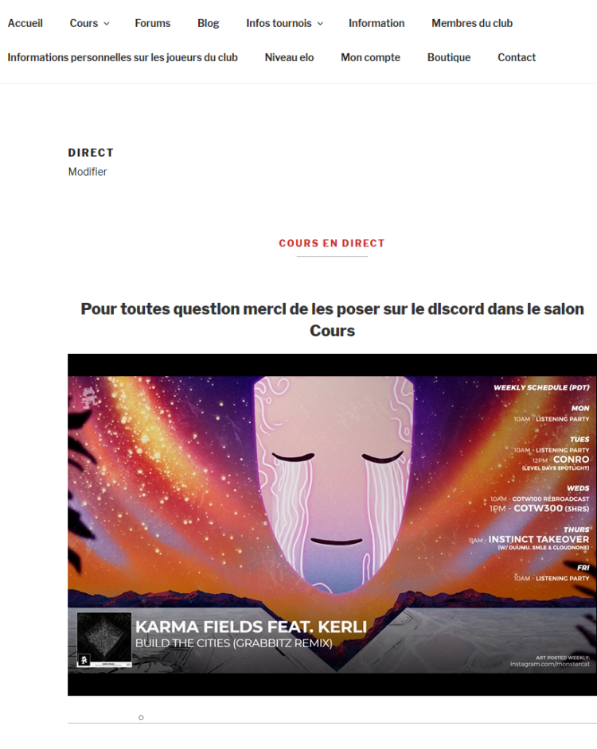 Accueil Cours Forums Blog Infos tournois Information Membres du club
Informations personnelles sur les joueurs du club Niveau elo Mon compte Boutique Contact
DIRECT
Modifier
COURS EN DIRECT
Pour toutes question merci de les poser sur le discord dans le salon
Cours
WEEKLY SCHEDULE (PDT)
MON
10AM - LISTENING PARTY
TUES
10AM - LISTENING PARTY
12PM - CONRO
(LEVEL DAYS SPOTLIGHT)
WEDS
10AM - COTW100 REBROADCAST
1PM - COTW300 (3HRS)
THURS
11AM - INSTINCT TAKEOVER
(W/ DUUMU, SMLE & CLOUDNONE)
FRI
10AM - LISTENING PARTY
KARMA FIELDS FEAT. KERLI
BUILD THE CITIES (GRABBITZ REMIX)
ART POSTED WEEKLY:
instagram.com/monstercat